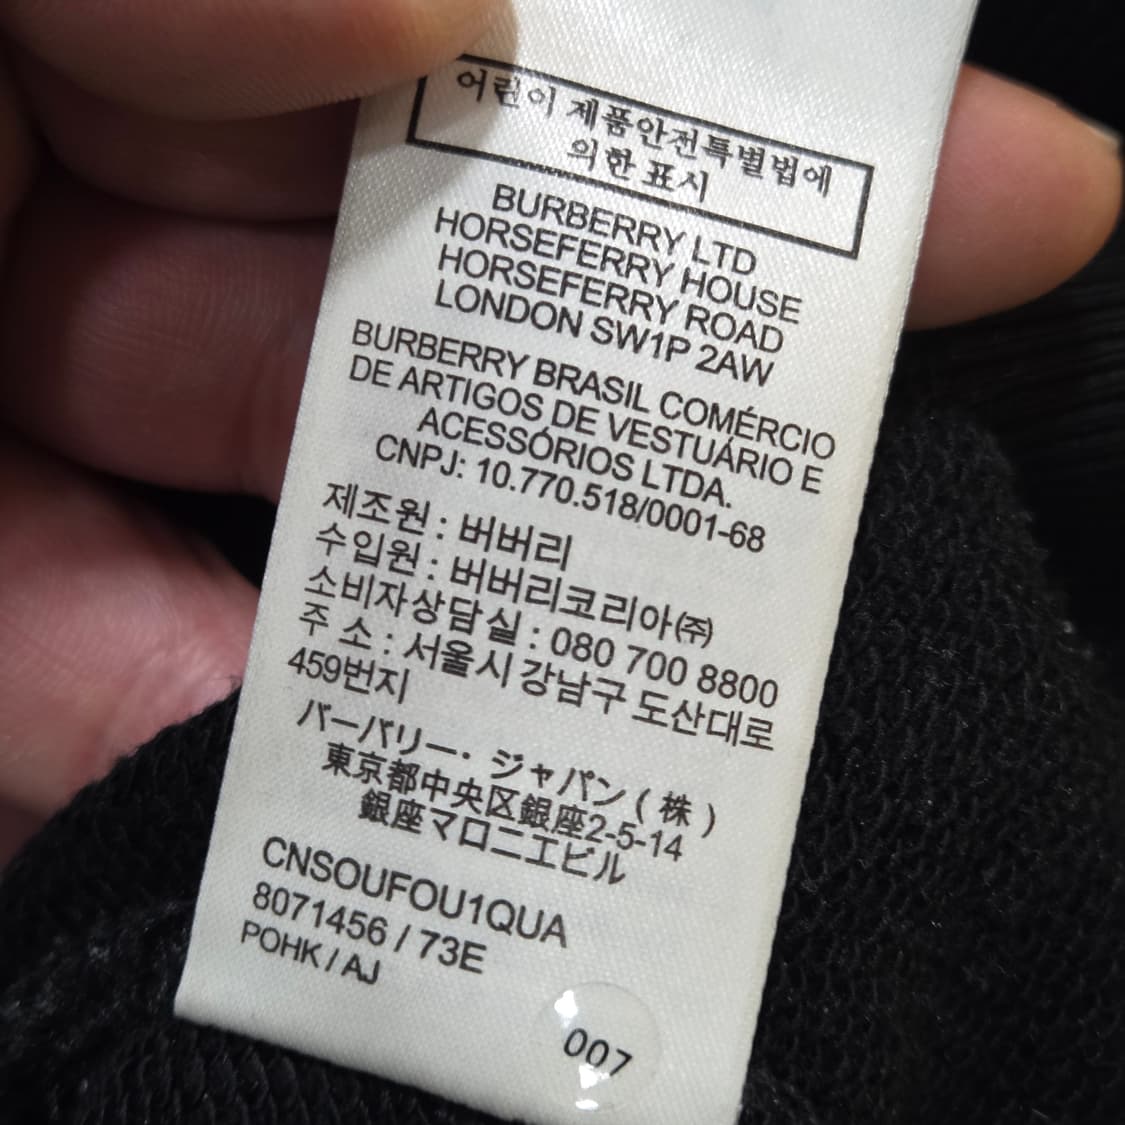 어린이 제품안전특별법에
의한 표시
BURBERRY LTD
HORSEFERRY HOUSE
HORSEFERRY ROAD
LONDON SW1P 2AW
BURBERRY BRASIL COMÉRCIO
DE ARTIGOS DE VESTUÁRIO E
ACESSÓRIOS LTDA.
CNPJ: 10.770.518/0001-68
제조원 : 버버리
수입원 : 버버리코리아㈜
소비자상담실 : 080 700 8800
주 소 : 서울시 강남구 도산대로
459번지
バーバリー・ジャパン(株)
東京都中央区銀座2-5-14
銀座マロニエビル
CNSOUFOU1QUA
8071456 / 73E
POHK / AJ
007